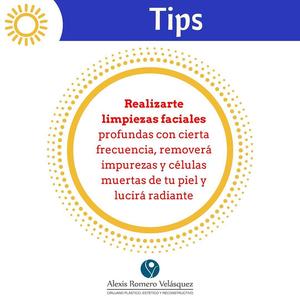 Tips
Realizarte
limpiezas faciales
profundas con cierta
frecuencia, removerá
impurezas y células
muertas de tu piel y
lucirá radiante
Alexis Romero Velásquez
CIRUJANO PLÁSTICO, ESTÉTICO Y RECONSTRUCTIVO